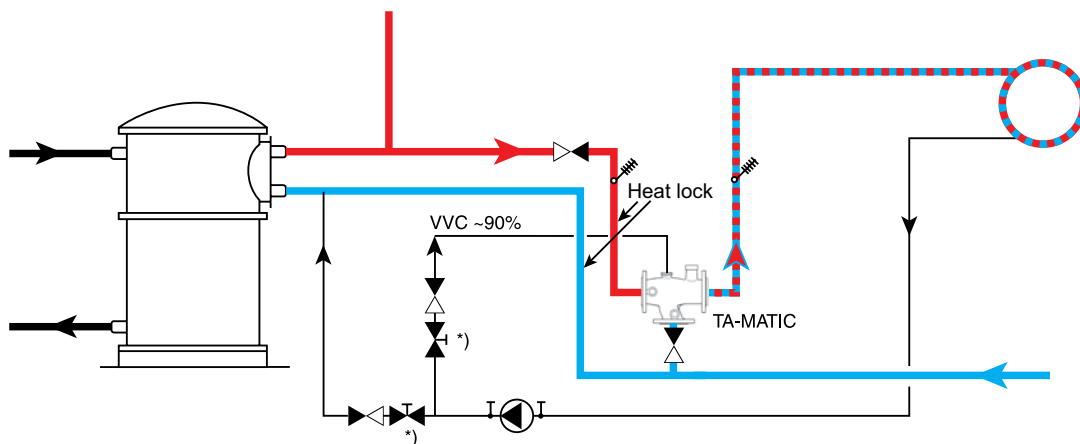 Heat lock
VVC ~90%
TA-MATIC
*)
*)